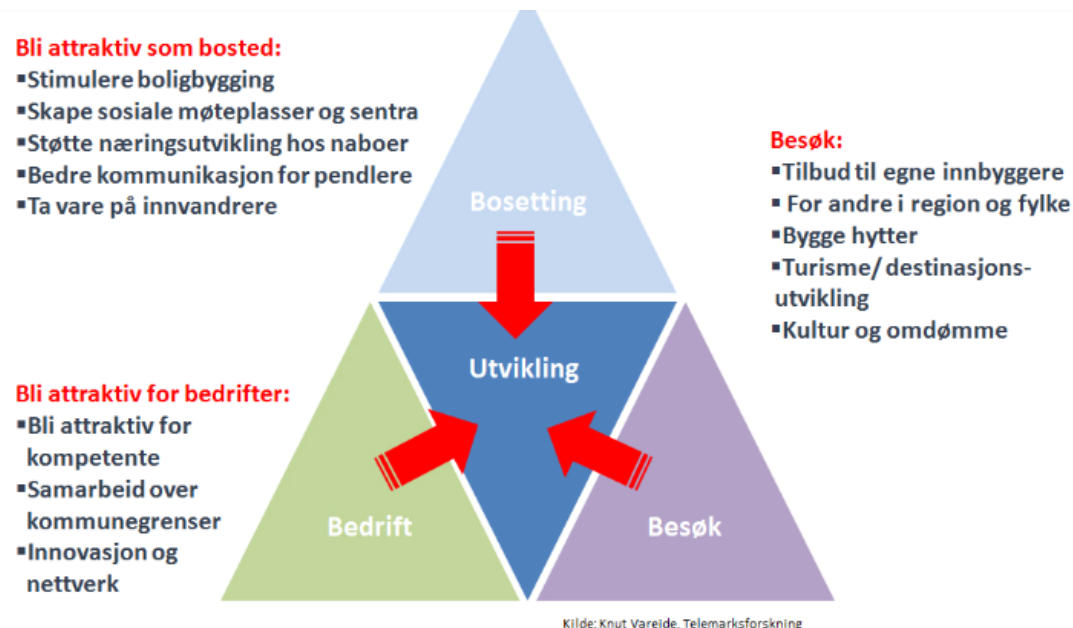 Bli attraktiv som bosted:
▪Stimulere boligbygging
▪Skape sosiale møteplasser og sentra
▪Støtte næringsutvikling hos naboer
▪Bedre kommunikasjon for pendlere
▪Ta vare på innvandrere
Besøk:
▪Tilbud til egne innbyggere
▪ For andre i region og fylke
▪Bygge hytter
▪Turisme/ destinasjons-
utvikling
▪Kultur og omdømme
Bosetting
Utvikling
Bli attraktiv for bedrifter:
▪Bli attraktiv for
kompetente
▪Samarbeid over
kommunegrenser
▪Innovasjon og
nettverk
Bedrift
Besøk
Kilde: Knut Vareide, Telemarksforskning